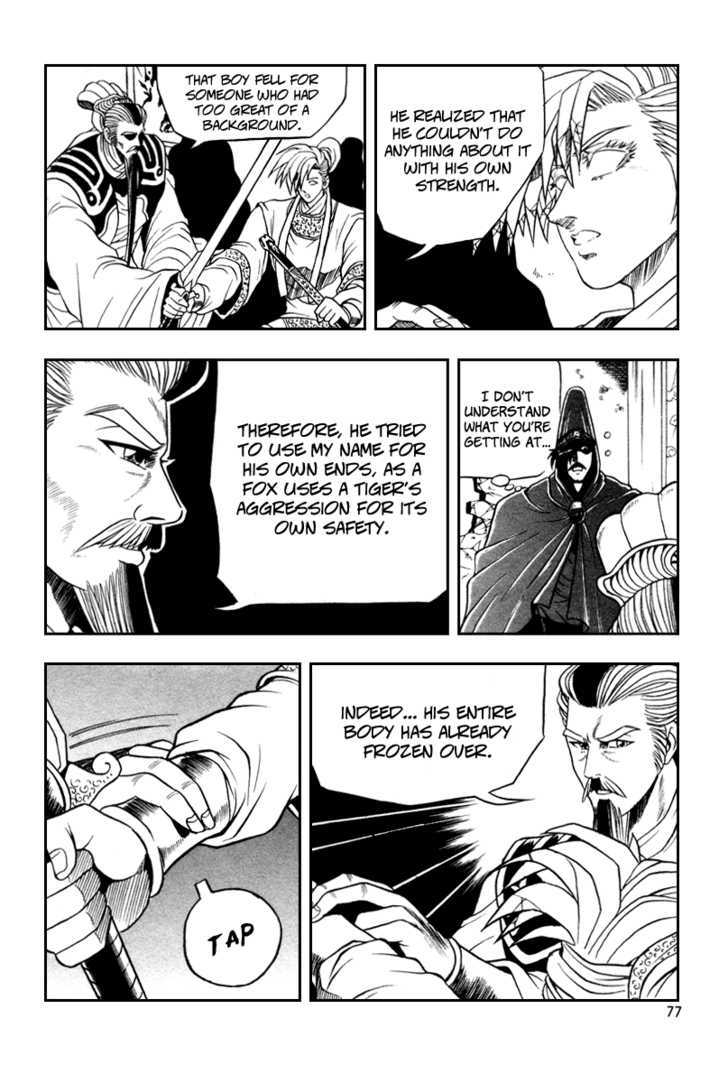 THAT BOY FELL FOR
SOMEONE WHO HAD
TOO GREAT OF A
BACKGROUND.
HE REALIZED THAT
HE COULDN'T DO
ANYTHING ABOUT IT
WITH HIS OWN
STRENGTH.
THEREFORE, HE TRIED
TO USE MY NAME FOR
HIS OWN ENDS, AS A
FOX USES A TIGER'S
AGGRESSION FOR ITS
OWN SAFETY.
I DON'T
UNDERSTAND
WHAT YOU'RE
GETTING AT...
TAP
INDEED... HIS ENTIRE
BODY HAS ALREADY
FROZEN OVER.
77